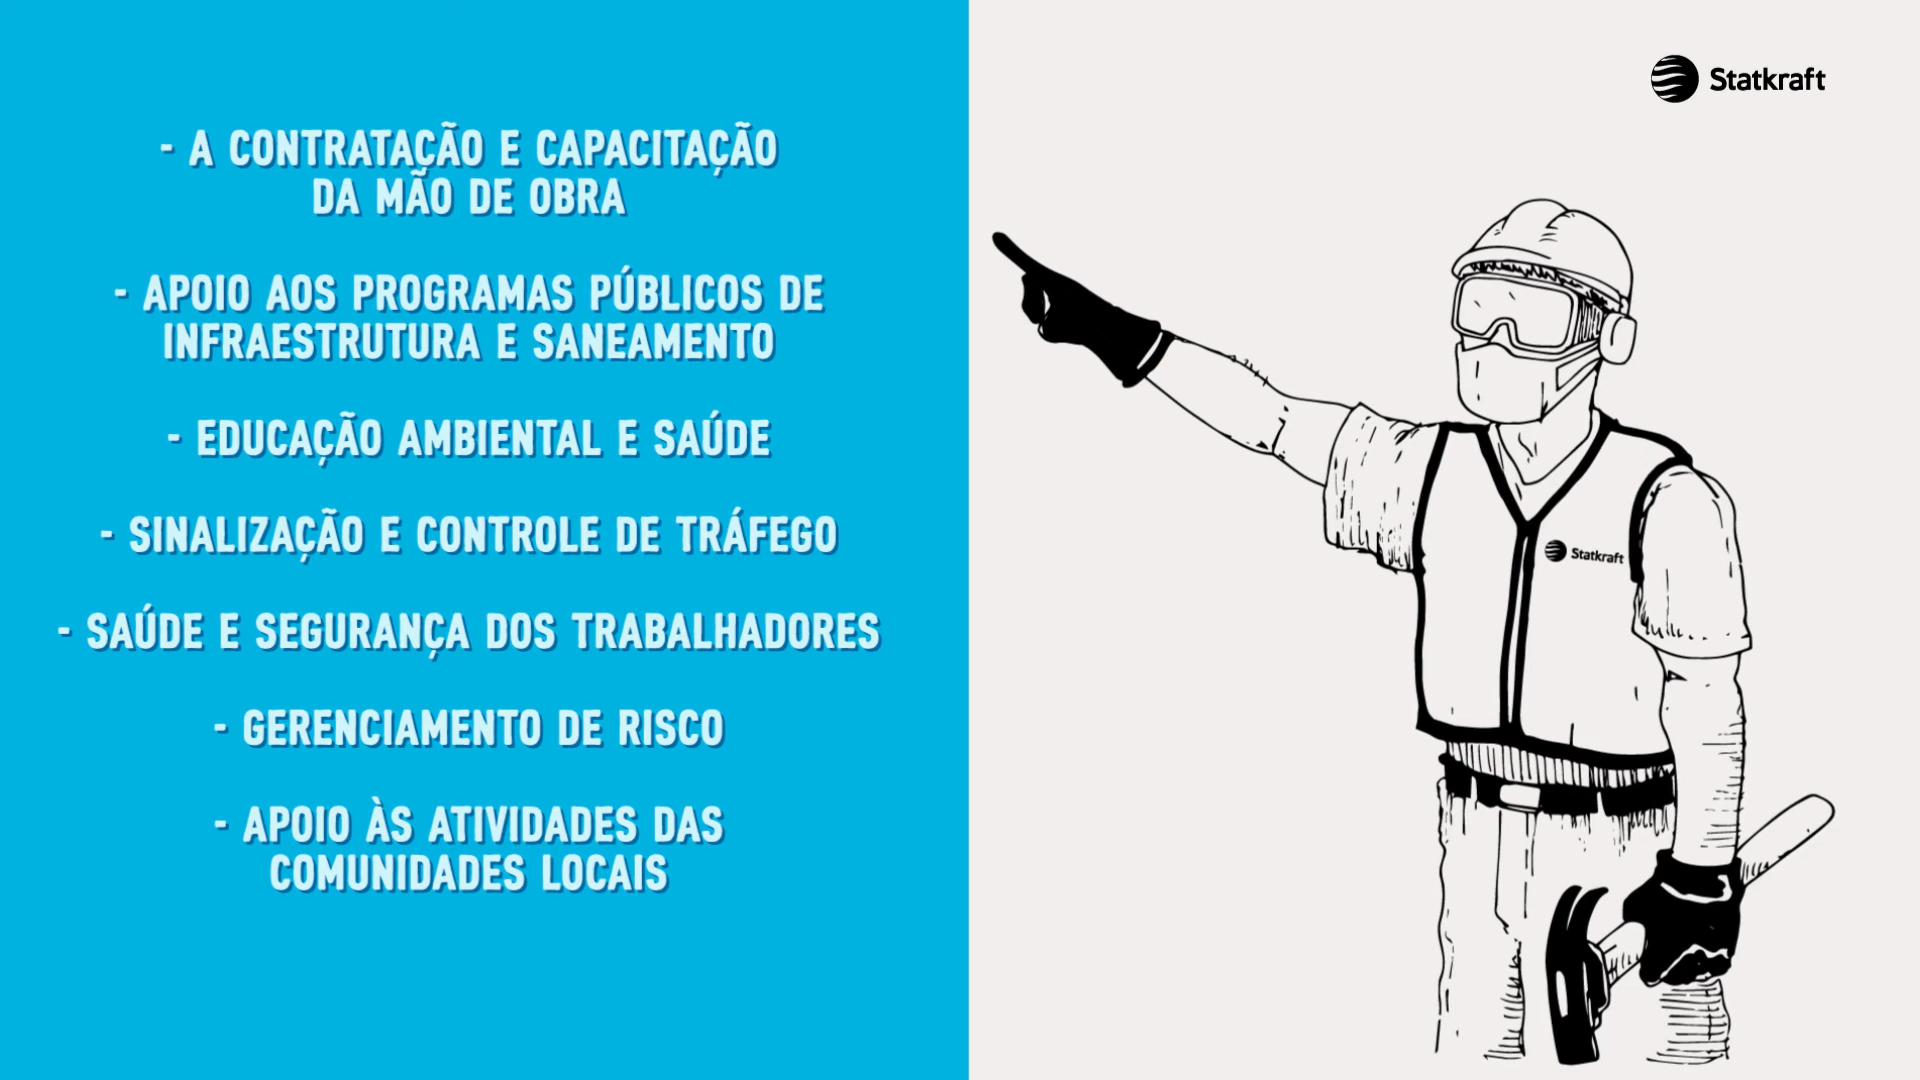 - A CONTRATAÇÃO E CAPACITAÇÃO
DA MÃO DE OBRA
- APOIO AOS PROGRAMAS PÚBLICOS DE
INFRAESTRUTURA E SANEAMENTO
- EDUCAÇÃO AMBIENTAL E SAÚDE
- SINALIZAÇÃO E CONTROLE DE TRÁFEGO
- SAÚDE E SEGURANÇA DOS TRABALHADORES
- GERENCIAMENTO DE RISCO
- APOIO ÀS ATIVIDADES DAS
COMUNIDADES LOCAIS
Statkraft
Statkraft